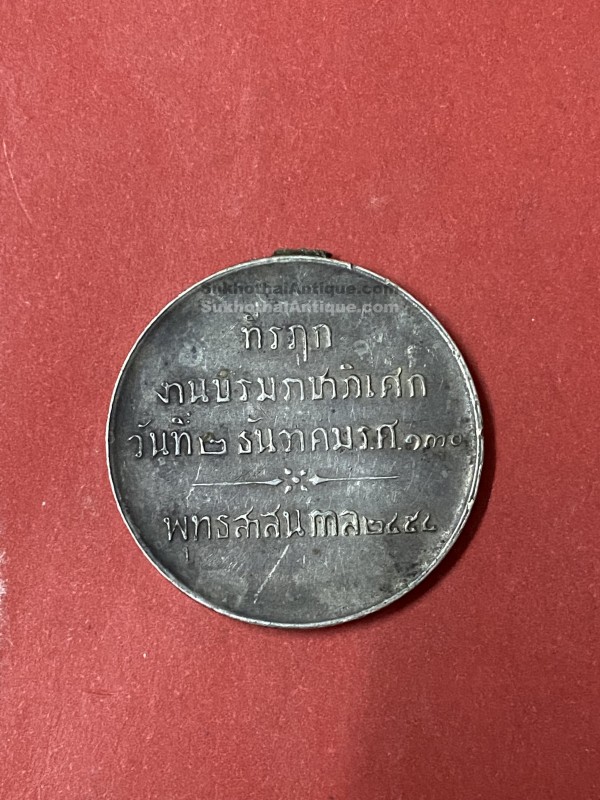 SukhothaiAntique.com
SukhothaiAntique.com
ที่รฦก
งานบรมราชาภิเศก
วันที่ ๒ ธันวาคม ร.ศ. ๑๓๐
พุทธสาสนกาล ๒๔๕๔